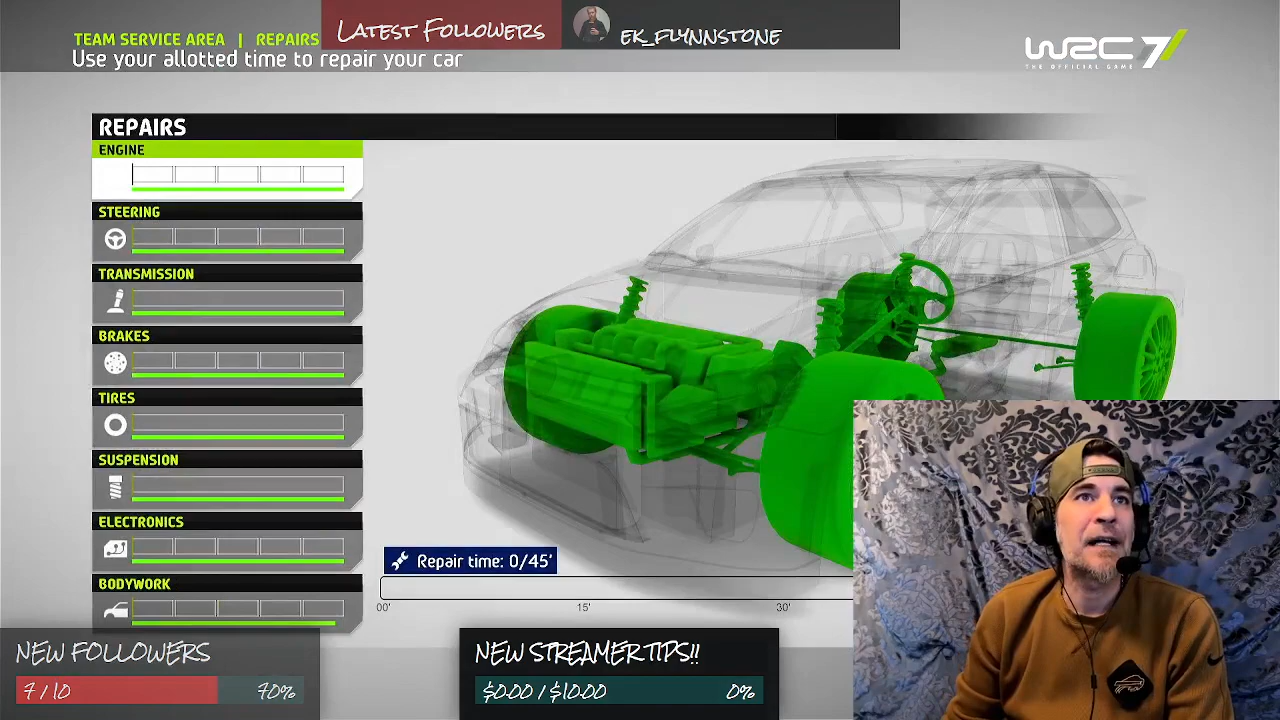 LATEST FOLLOWERS
EK_FLYNNSTONE
TEAM SERVICE AREA | REPAIRS
Use your allotted time to repair your car
WRC 7
THE OFFICIAL GAME
REPAIRS
ENGINE
STEERING
TRANSMISSION
BRAKES
TIRES
SUSPENSION
ELECTRONICS
BODYWORK
Repair time: 0/45'
00' 15' 30'
NEW FOLLOWERS
7 / 10 70%
NEW STREAMER TIPS!!
$0.00 / $10.00 0%